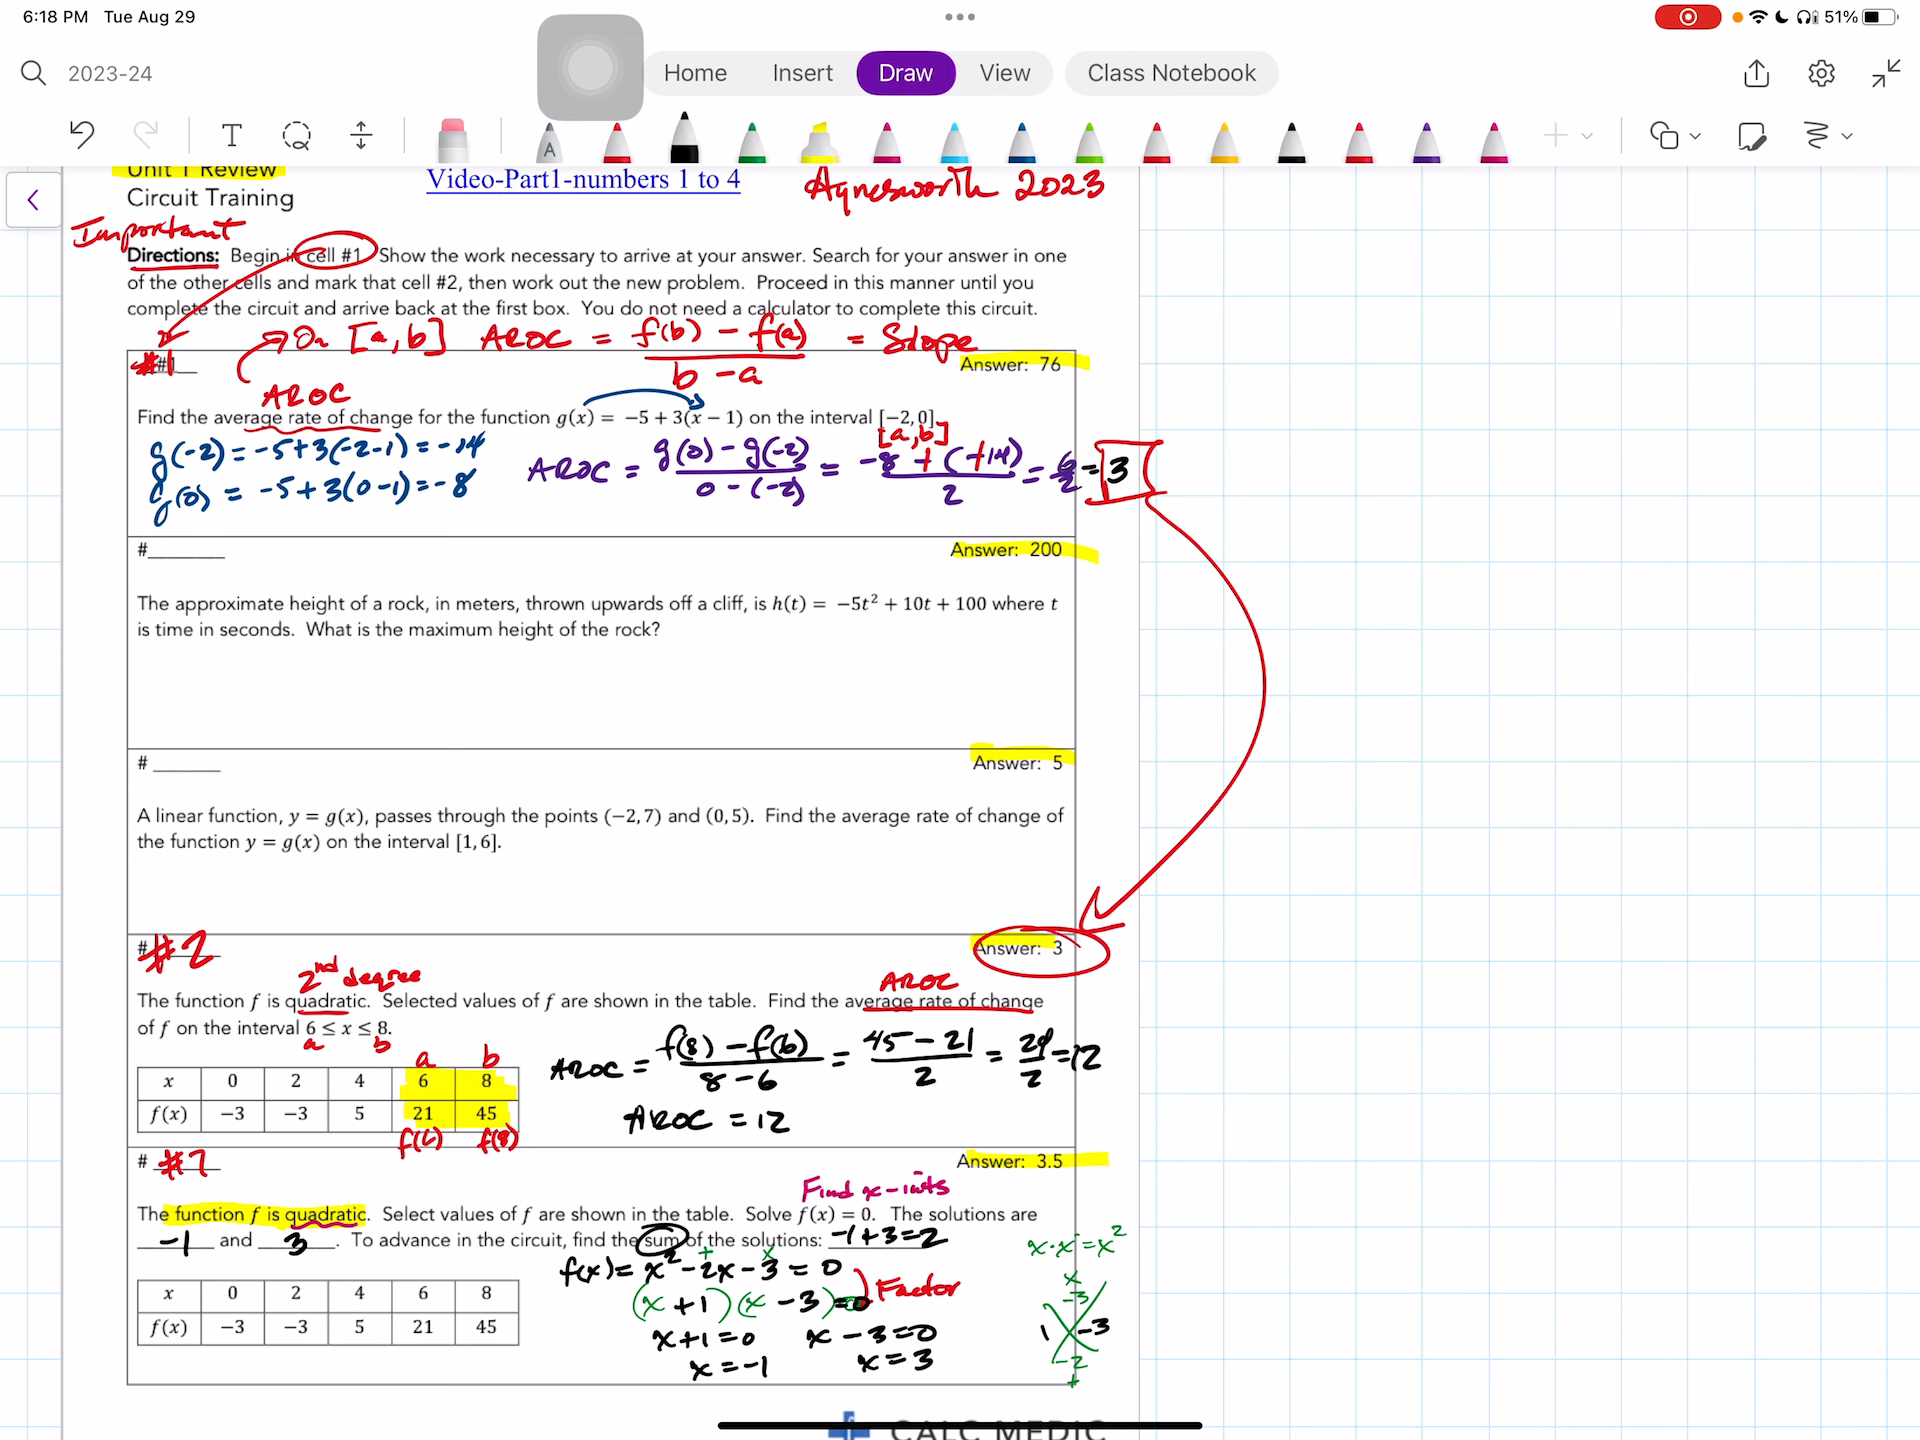 6:18 PM Tue Aug 29
51%
2023-24
Home Insert Draw View Class Notebook
Unit 1 Review
Video-Part1-numbers 1 to 4
Agnesworth 2023
Circuit Training
Important
Directions: Begin in cell #1. Show the work necessary to arrive at your answer. Search for your answer in one
of the other cells and mark that cell #2, then work out the new problem. Proceed in this manner until you
complete the circuit and arrive back at the first box. You do not need a calculator to complete this circuit.
On [a,b] AROC = f(b) - f(a) / b - a = Slope
#1
Answer: 76
AROC
Find the average rate of change for the function g(x) = −5 + 3(x − 1) on the interval [−2,0].
[a,b]
g(-2) = -5+3(-2-1) = -14
g(0) = -5+3(0-1) = -8
AROC = g(0) - g(-2) / 0 - (-2) = -8 + (+14) / 2 = 6/2 = 3
#________ Answer: 200
The approximate height of a rock, in meters, thrown upwards off a cliff, is h(t) = −5t² + 10t + 100 where t
is time in seconds. What is the maximum height of the rock?
# _______ Answer: 5
A linear function, y = g(x), passes through the points (−2,7) and (0,5). Find the average rate of change of
the function y = g(x) on the interval [1,6].
#2 Answer: 3
2nd degree
AROC
The function f is quadratic. Selected values of f are shown in the table. Find the average rate of change
of f on the interval 6 ≤ x ≤ 8.
a b
a b
x 0 2 4 6 8
f(x) −3 −3 5 21 45
f(6) f(8)
AROC = f(8) - f(6) / 8 - 6 = 45 - 21 / 2 = 24/2 = 12
AROC = 12
# #7 Answer: 3.5
Find x-ints
The function f is quadratic. Select values of f are shown in the table. Solve f(x) = 0. The solutions are
-1 and 3. To advance in the circuit, find the sum of the solutions: -1+3=2
x 0 2 4 6 8
f(x) −3 −3 5 21 45
f(x) = x² - 2x - 3 = 0
+ x
(x + 1)(x - 3) = 0
Factor
x+1=0 x - 3=0
x = -1 x = 3
x·x = x²
x
-3
1 -3
-2
+
CALC MEDIC